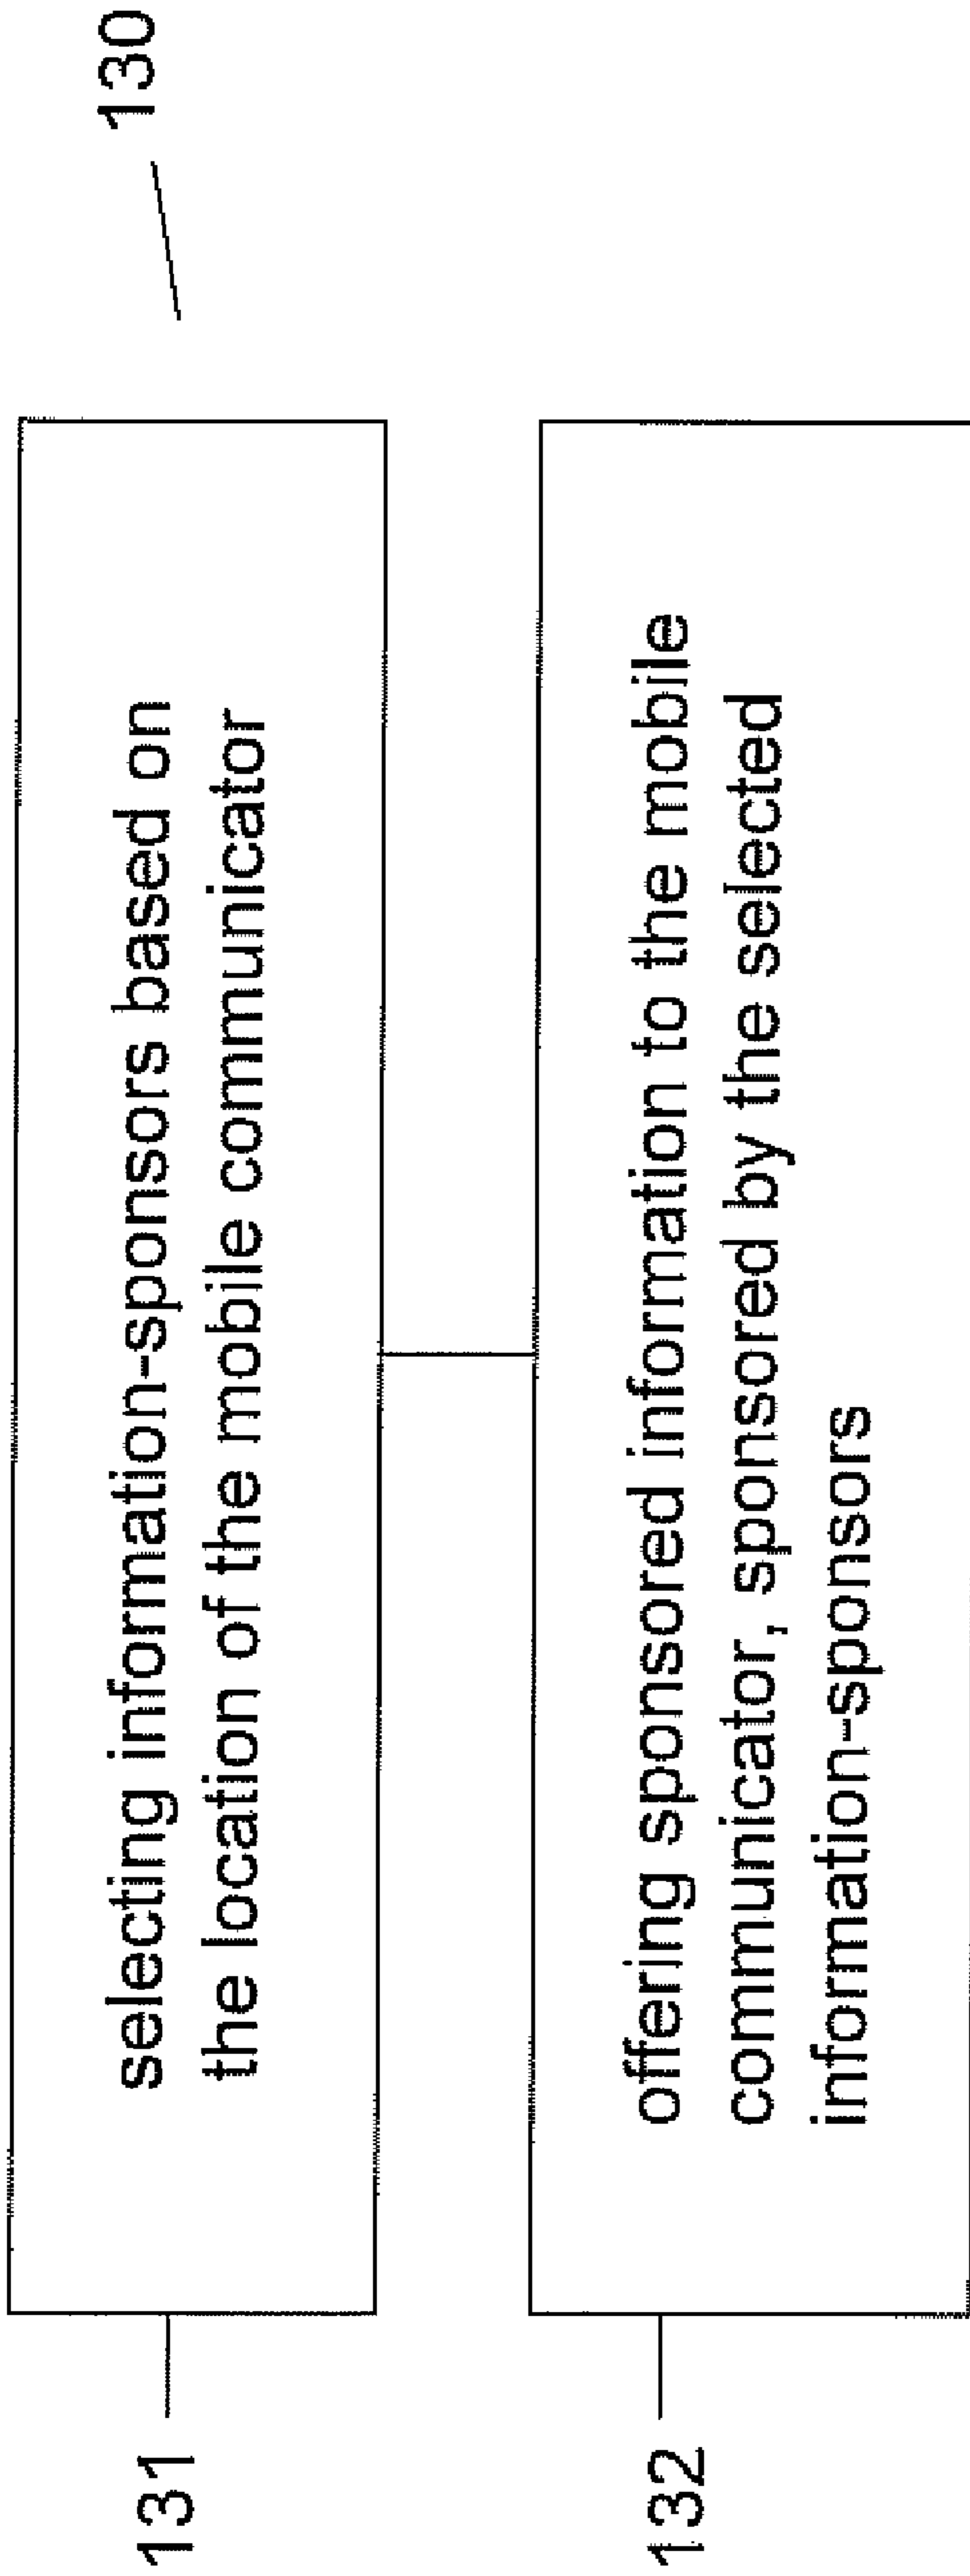 130
131
selecting information-sponsors based on
the location of the mobile communicator
132
offering sponsored information to the mobile
communicator, sponsored by the selected
information-sponsors